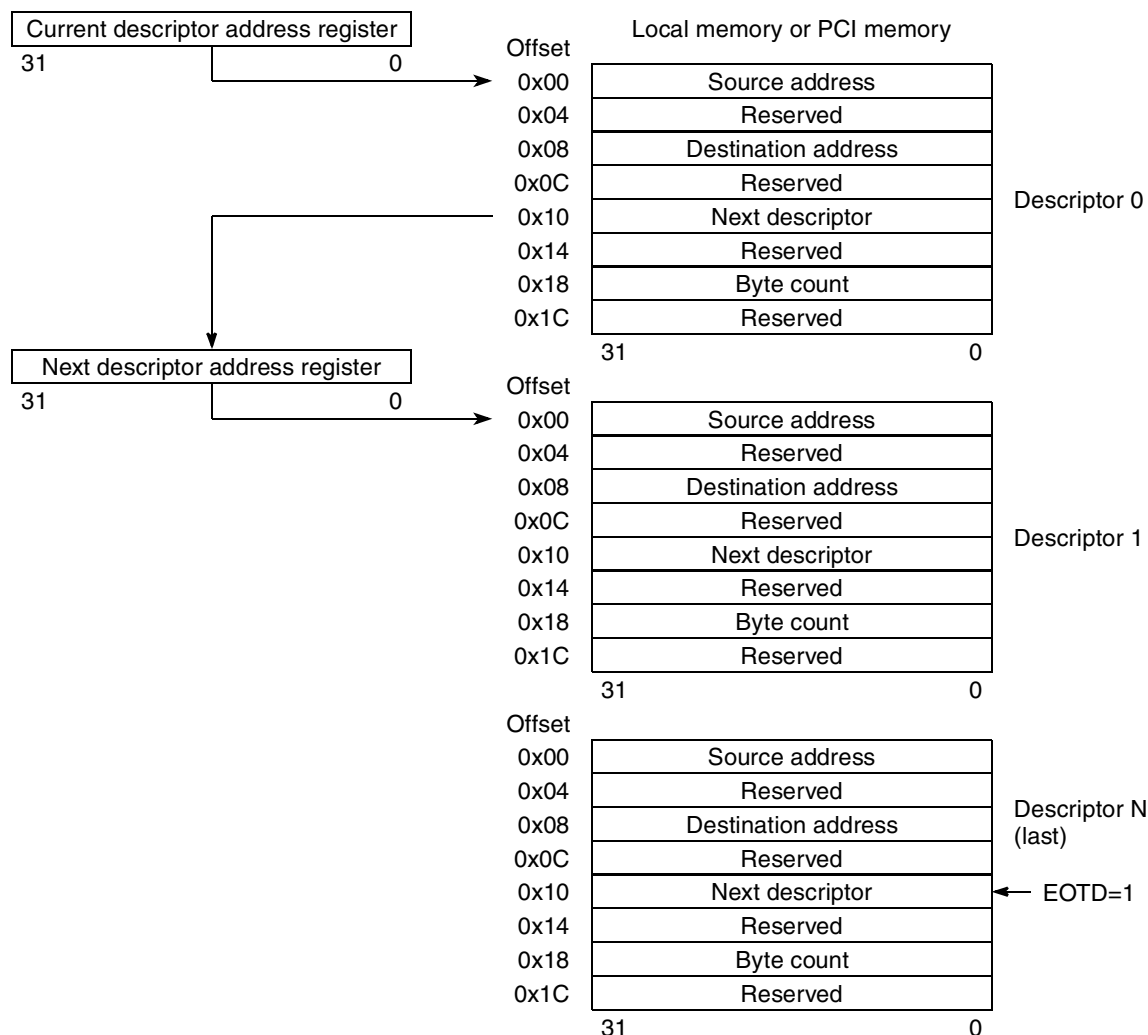 Current descriptor address register
31 0
Local memory or PCI memory
Offset
0x00 Source address
0x04 Reserved
0x08 Destination address
0x0C Reserved
0x10 Next descriptor
0x14 Reserved
0x18 Byte count
0x1C Reserved
31 0
Descriptor 0
Next descriptor address register
31 0
Offset
0x00 Source address
0x04 Reserved
0x08 Destination address
0x0C Reserved
0x10 Next descriptor
0x14 Reserved
0x18 Byte count
0x1C Reserved
31 0
Descriptor 1
Offset
0x00 Source address
0x04 Reserved
0x08 Destination address
0x0C Reserved
0x10 Next descriptor
0x14 Reserved
0x18 Byte count
0x1C Reserved
31 0
Descriptor N
(last)
EOTD=1